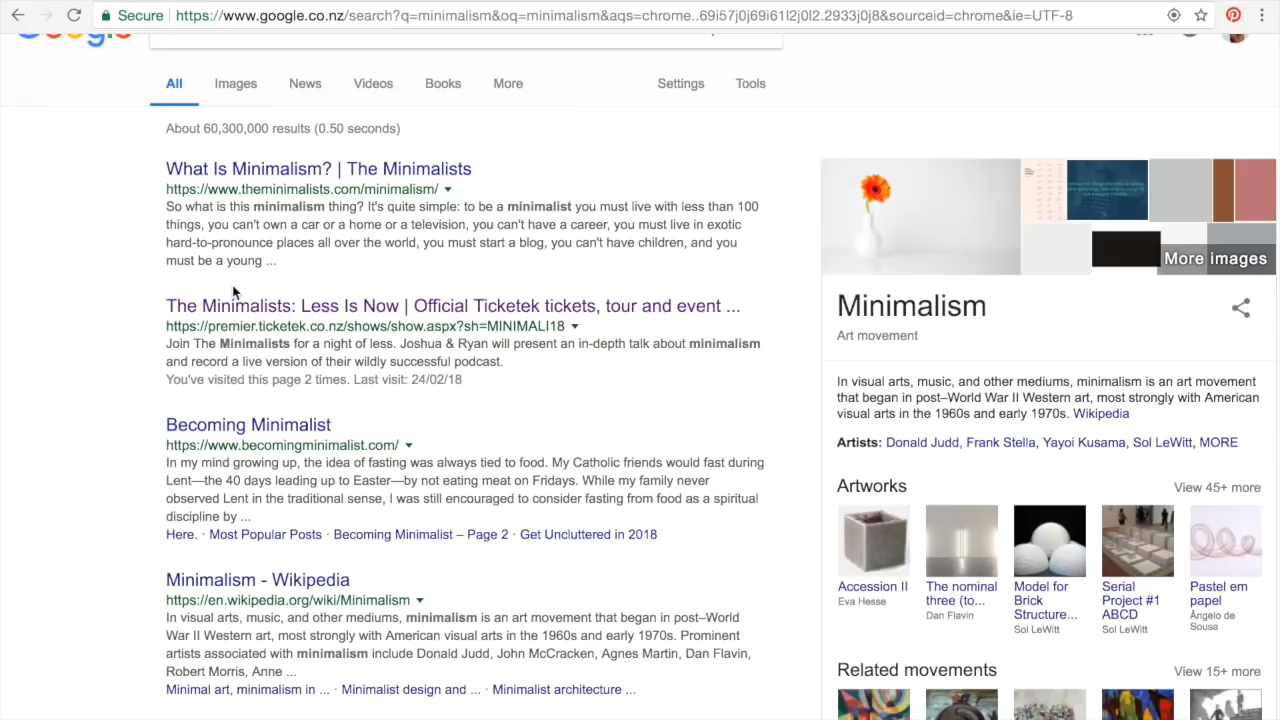 Secure
https://www.google.co.nz/search?q=minimalism&oq=minimalism&aqs=chrome..69i57j0j69i61l2j0l2.2933j0j8&sourceid=chrome&ie=UTF-8
All Images News Videos Books More Settings Tools
About 60,300,000 results (0.50 seconds)
What Is Minimalism? | The Minimalists
https://www.theminimalists.com/minimalism/
So what is this minimalism thing? It's quite simple: to be a minimalist you must live with less than 100
things, you can't own a car or a home or a television, you can't have a career, you must live in exotic
hard-to-pronounce places all over the world, you must start a blog, you can't have children, and you
must be a young ...
The Minimalists: Less Is Now | Official Ticketek tickets, tour and event ...
https://premier.ticketek.co.nz/shows/show.aspx?sh=MINIMALI18
Join The Minimalists for a night of less. Joshua & Ryan will present an in-depth talk about minimalism
and record a live version of their wildly successful podcast.
You've visited this page 2 times. Last visit: 24/02/18
Becoming Minimalist
https://www.becomingminimalist.com/
In my mind growing up, the idea of fasting was always tied to food. My Catholic friends would fast during
Lent—the 40 days leading up to Easter—by not eating meat on Fridays. While my family never
observed Lent in the traditional sense, I was still encouraged to consider fasting from food as a spiritual
discipline by ...
Here. · Most Popular Posts · Becoming Minimalist – Page 2 · Get Uncluttered in 2018
Minimalism - Wikipedia
https://en.wikipedia.org/wiki/Minimalism
In visual arts, music, and other mediums, minimalism is an art movement that began in post–World
War II Western art, most strongly with American visual arts in the 1960s and early 1970s. Prominent
artists associated with minimalism include Donald Judd, John McCracken, Agnes Martin, Dan Flavin,
Robert Morris, Anne ...
Minimal art, minimalism in ... · Minimalist design and ... · Minimalist architecture ...
More images
Minimalism
Art movement
In visual arts, music, and other mediums, minimalism is an art movement
that began in post–World War II Western art, most strongly with American
visual arts in the 1960s and early 1970s. Wikipedia
Artists: Donald Judd, Frank Stella, Yayoi Kusama, Sol LeWitt, MORE
Artworks
View 45+ more
Accession II
Eva Hesse
The nominal
three (to...
Dan Flavin
Model for
Brick
Structure...
Sol LeWitt
Serial
Project #1
ABCD
Sol LeWitt
Pastel em
papel
Ângelo de
Sousa
Related movements
View 15+ more